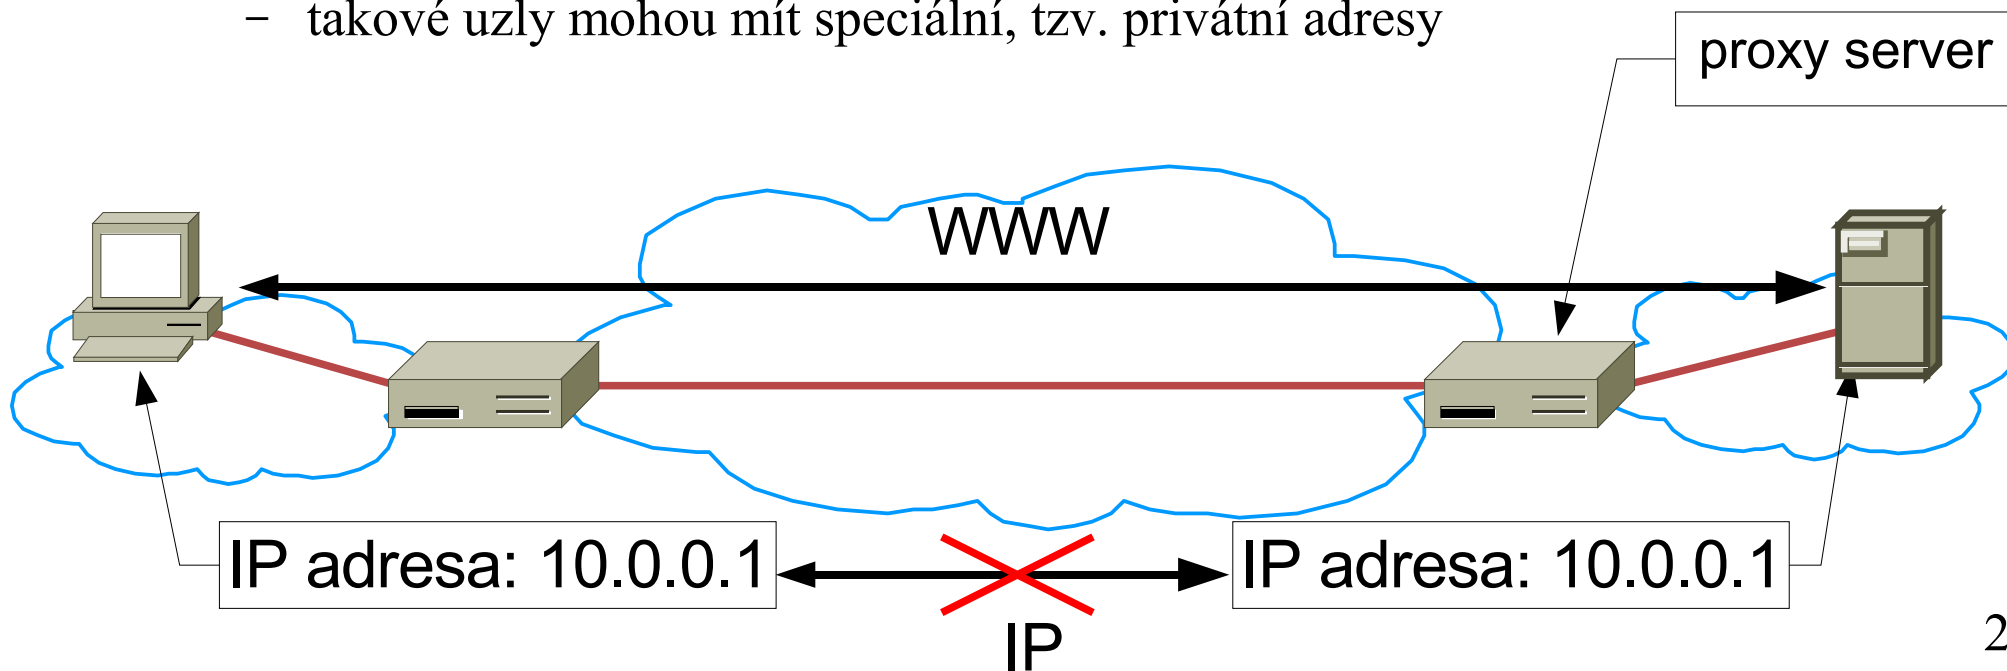 – takové uzly mohou mít speciální, tzv. privátní adresy
proxy server
WWW
IP adresa: 10.0.0.1
IP adresa: 10.0.0.1
IP
2